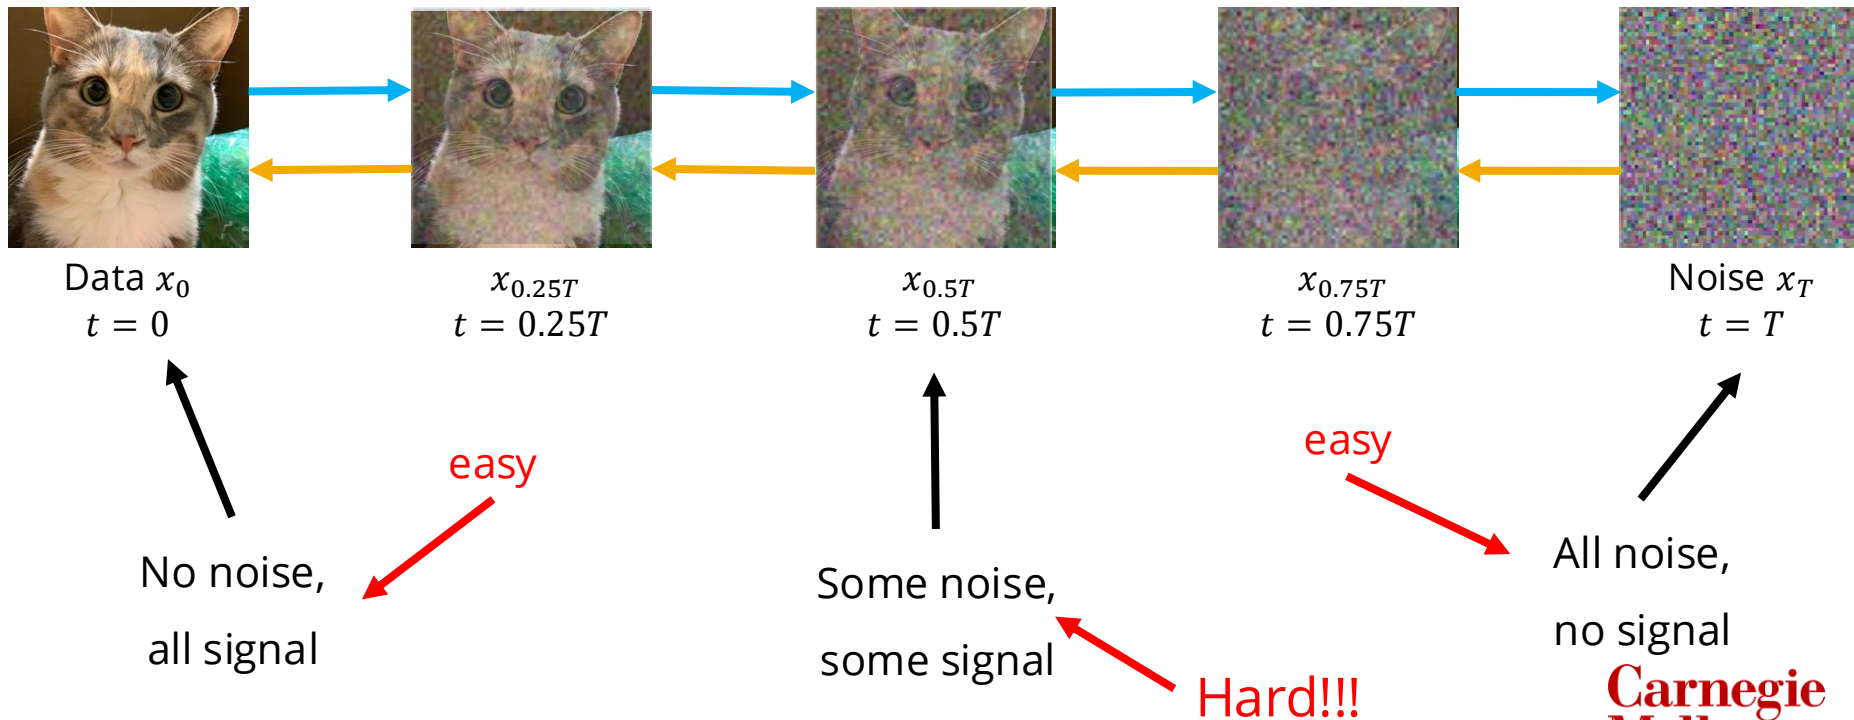 Data x₀
t = 0
x₀.₂₅T
t = 0.25T
x₀.₅T
t = 0.5T
x₀.₇₅T
t = 0.75T
Noise x_T
t = T
easy
easy
No noise,
all signal
Some noise,
some signal
All noise,
no signal
Hard!!!
Carnegie